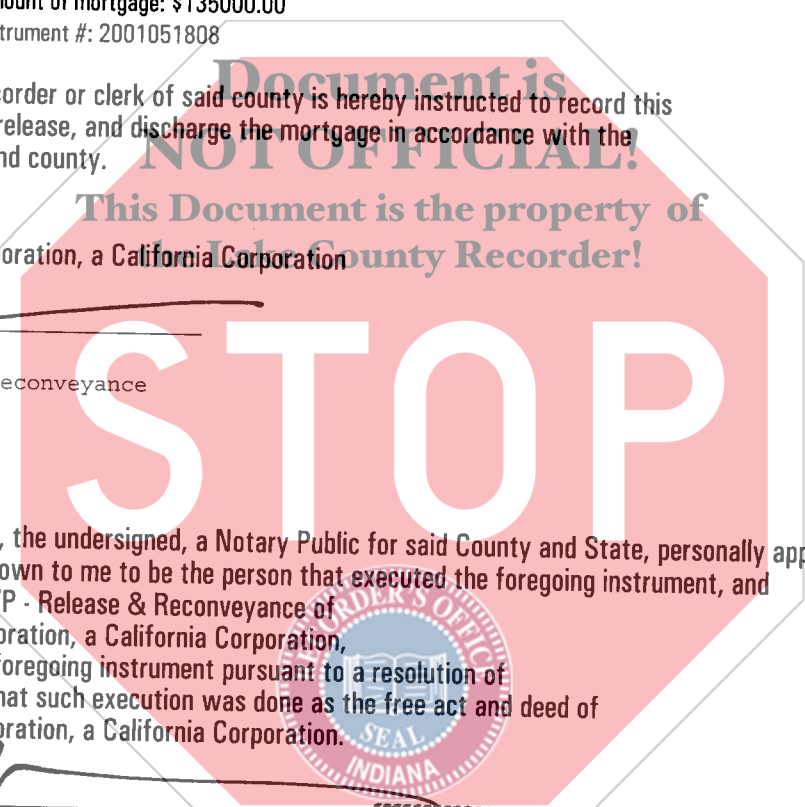 mount of mortgage: $135000.00
trument #: 2001051808
Document is
order or clerk of said county is hereby instructed to record this
release, and discharge the mortgage in accordance with the
NOT OFFICIAL!
nd county.
This Document is the property of
the Lake County Recorder!
oration, a California Corporation
econveyance
STOP
, the undersigned, a Notary Public for said County and State, personally app
own to me to be the person that executed the foregoing instrument, and
P - Release & Reconveyance of
oration, a California Corporation,
foregoing instrument pursuant to a resolution of
hat such execution was done as the free act and deed of
oration, a California Corporation.
RECORDER'S OFFICE
SEAL
INDIANA